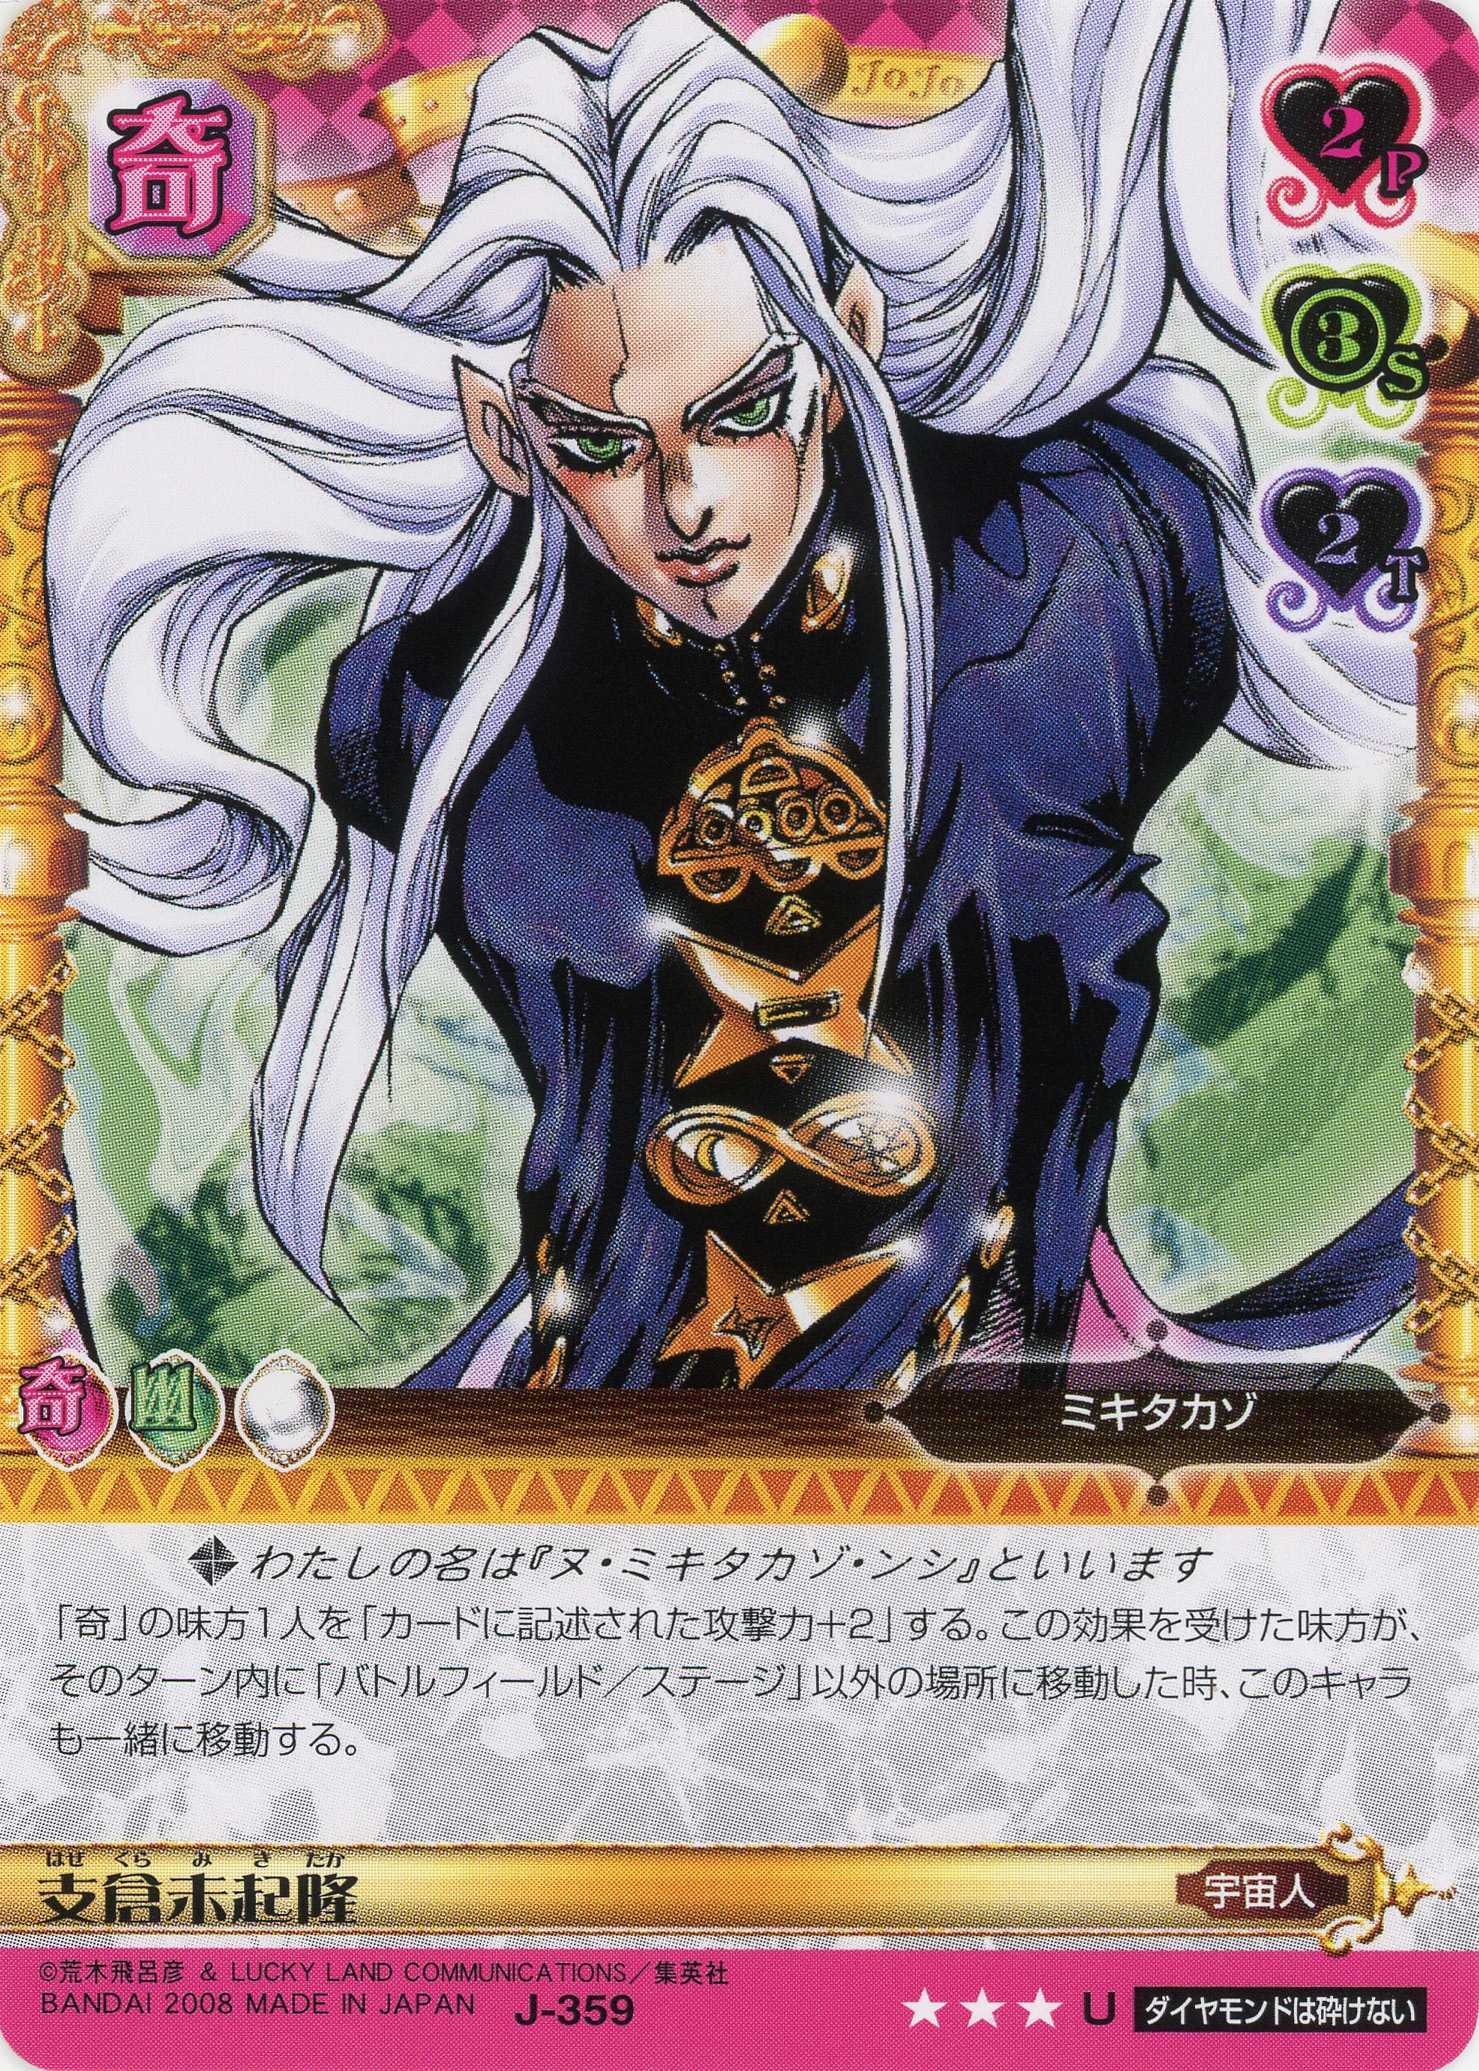 奇
JoJo
2P
3S
2T
奇
幽
ミキタカゾ
わたしの名は『ヌ・ミキタカゾ・ンシ』といいます
「奇」の味方1人を「カードに記述された攻撃力+2」する。この効果を受けた味方が、
そのターン内に「バトルフィールド／ステージ」以外の場所に移動した時、このキャラ
も一緒に移動する。
はせ くら み き たか
支倉未起隆
宇宙人
©荒木飛呂彦 & LUCKY LAND COMMUNICATIONS／集英社
BANDAI 2008 MADE IN JAPAN J-359
★★★ U ダイヤモンドは砕けない